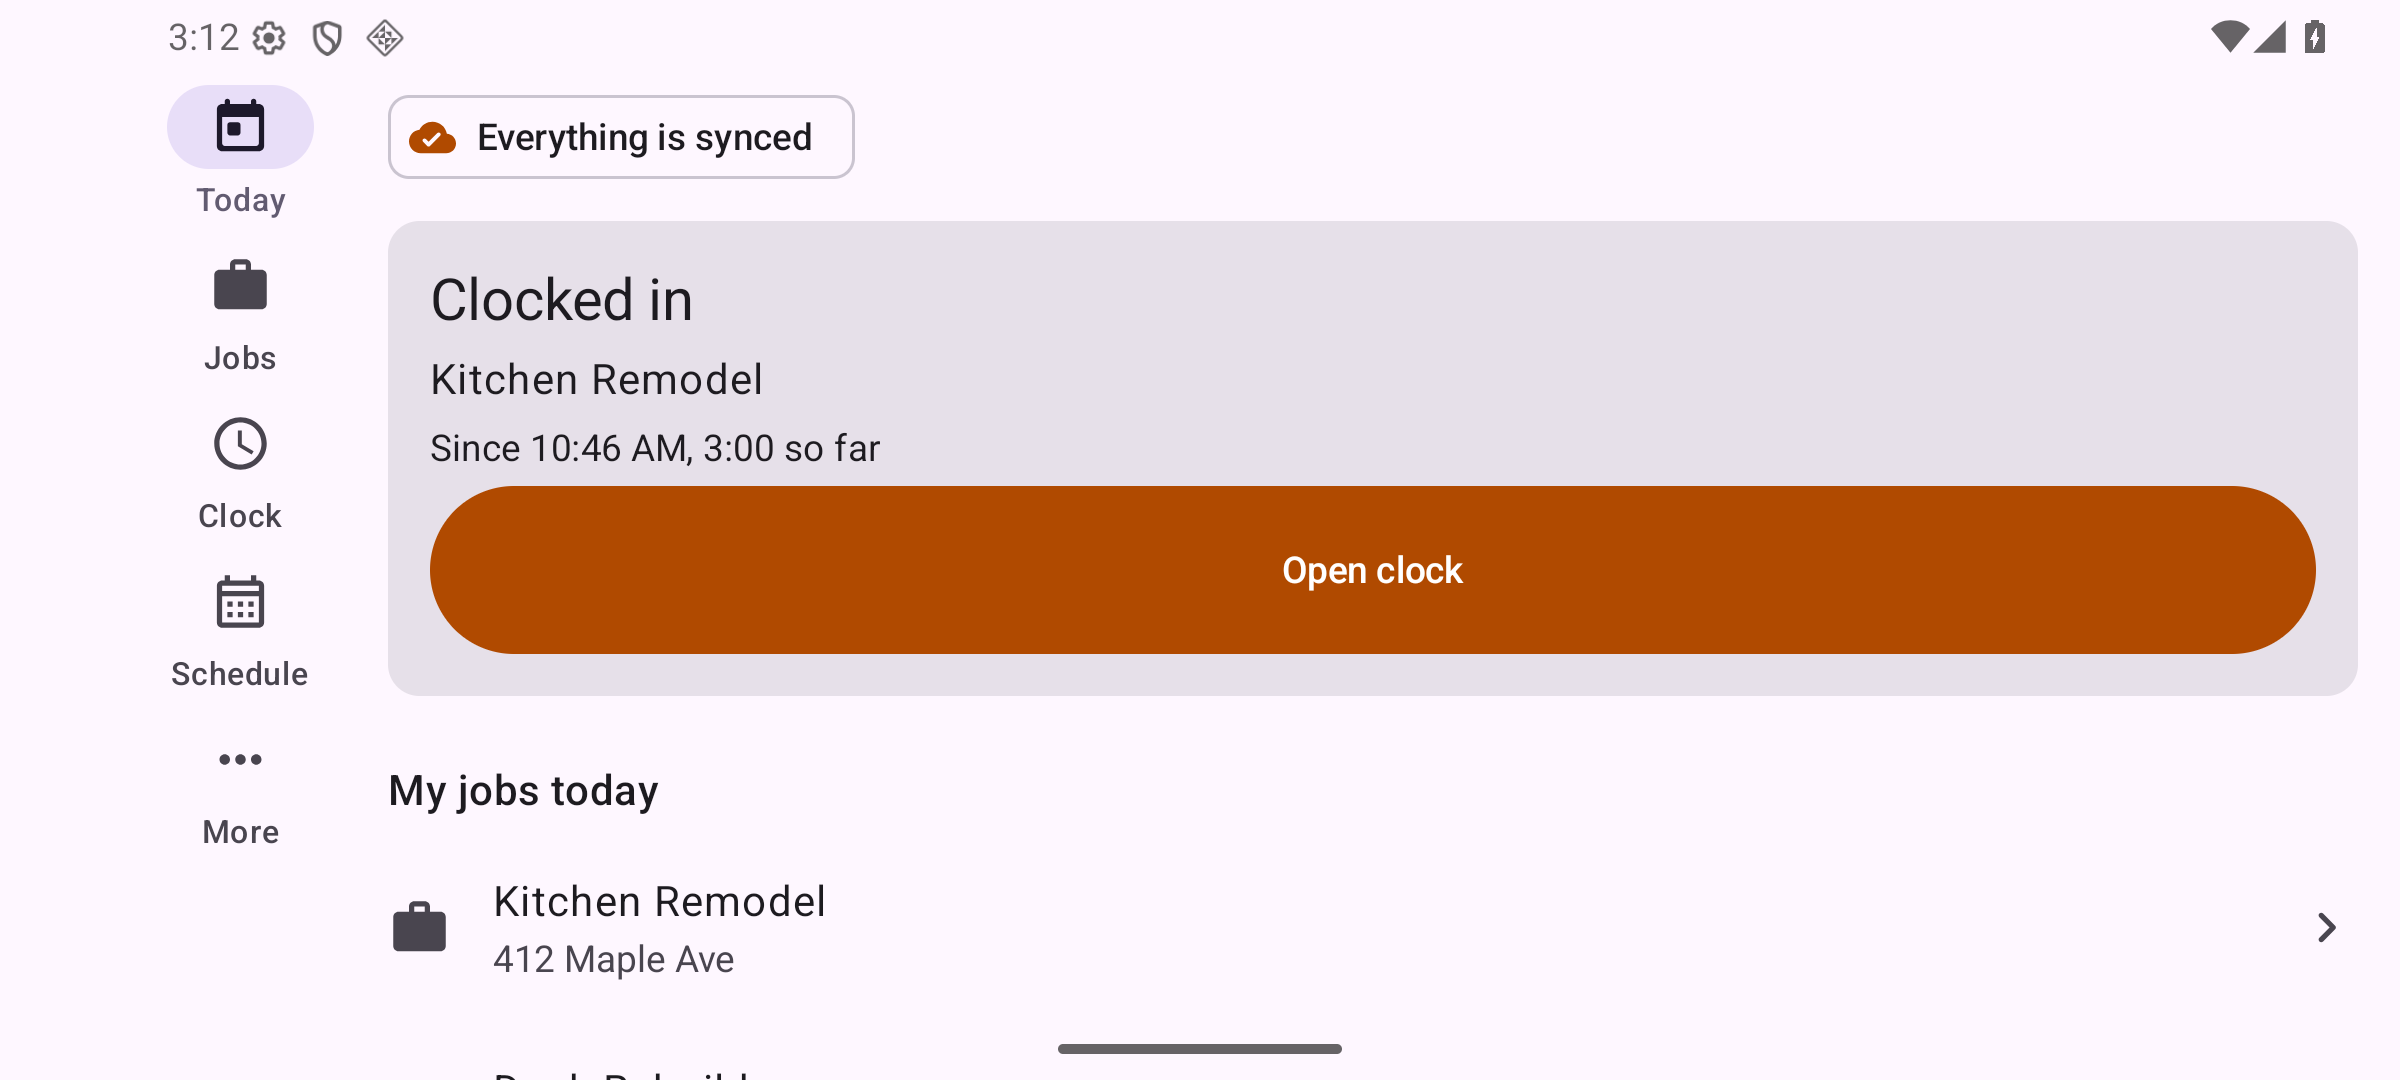 3:12
Today
Jobs
Clock
Schedule
More
Everything is synced
Clocked in
Kitchen Remodel
Since 10:46 AM, 3:00 so far
Open clock
My jobs today
Kitchen Remodel
412 Maple Ave